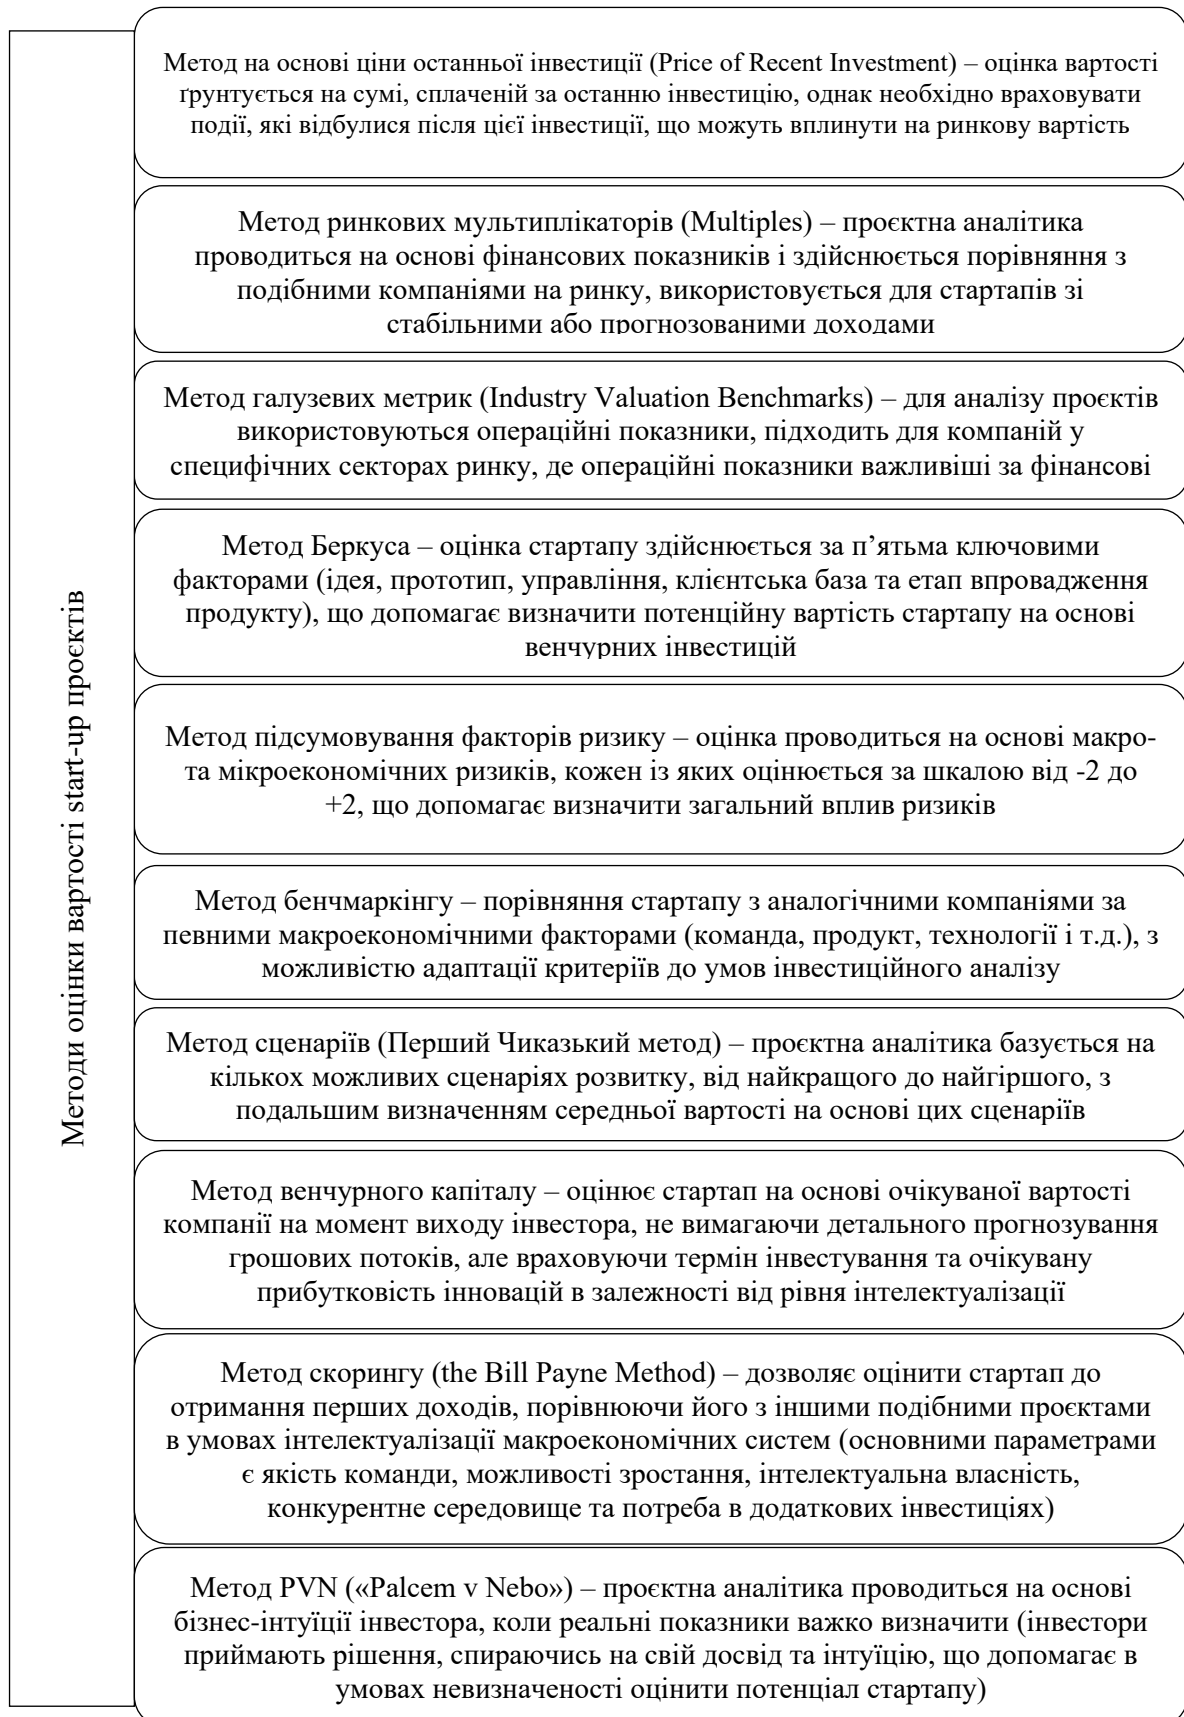 Методи оцінки вартості start-up проєктів
Метод на основі ціни останньої інвестиції (Price of Recent Investment) – оцінка вартості
ґрунтується на сумі, сплаченій за останню інвестицію, однак необхідно враховувати
події, які відбулися після цієї інвестиції, що можуть вплинути на ринкову вартість
Метод ринкових мультиплікаторів (Multiples) – проєктна аналітика
проводиться на основі фінансових показників і здійснюється порівняння з
подібними компаніями на ринку, використовується для стартапів зі
стабільними або прогнозованими доходами
Метод галузевих метрик (Industry Valuation Benchmarks) – для аналізу проєктів
використовуються операційні показники, підходить для компаній у
специфічних секторах ринку, де операційні показники важливіші за фінансові
Метод Беркуса – оцінка стартапу здійснюється за п’ятьма ключовими
факторами (ідея, прототип, управління, клієнтська база та етап впровадження
продукту), що допомагає визначити потенційну вартість стартапу на основі
венчурних інвестицій
Метод підсумовування факторів ризику – оцінка проводиться на основі макро-
та мікроекономічних ризиків, кожен із яких оцінюється за шкалою від -2 до
+2, що допомагає визначити загальний вплив ризиків
Метод бенчмаркінгу – порівняння стартапу з аналогічними компаніями за
певними макроекономічними факторами (команда, продукт, технології і т.д.), з
можливістю адаптації критеріїв до умов інвестиційного аналізу
Метод сценаріїв (Перший Чиказький метод) – проєктна аналітика базується на
кількох можливих сценаріях розвитку, від найкращого до найгіршого, з
подальшим визначенням середньої вартості на основі цих сценаріїв
Метод венчурного капіталу – оцінює стартап на основі очікуваної вартості
компанії на момент виходу інвестора, не вимагаючи детального прогнозування
грошових потоків, але враховуючи термін інвестування та очікувану
прибутковість інновацій в залежності від рівня інтелектуалізації
Метод скорингу (the Bill Payne Method) – дозволяє оцінити стартап до
отримання перших доходів, порівнюючи його з іншими подібними проєктами
в умовах інтелектуалізації макроекономічних систем (основними параметрами
є якість команди, можливості зростання, інтелектуальна власність,
конкурентне середовище та потреба в додаткових інвестиціях)
Метод PVN («Palcem v Nebo») – проєктна аналітика проводиться на основі
бізнес-інтуїції інвестора, коли реальні показники важко визначити (інвестори
приймають рішення, спираючись на свій досвід та інтуїцію, що допомагає в
умовах невизначеності оцінити потенціал стартапу)